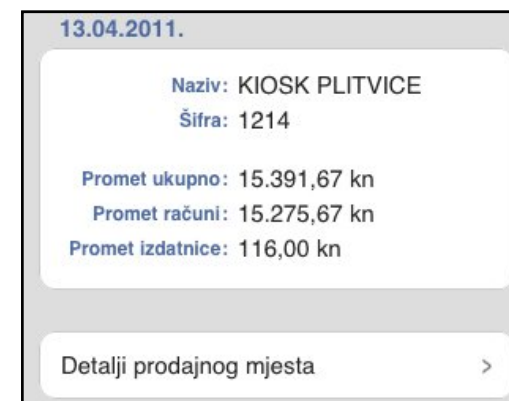 13.04.2011.
Naziv: KIOSK PLITVICE
Šifra: 1214
Promet ukupno: 15.391,67 kn
Promet računi: 15.275,67 kn
Promet izdatnice: 116,00 kn
Detalji prodajnog mjesta >